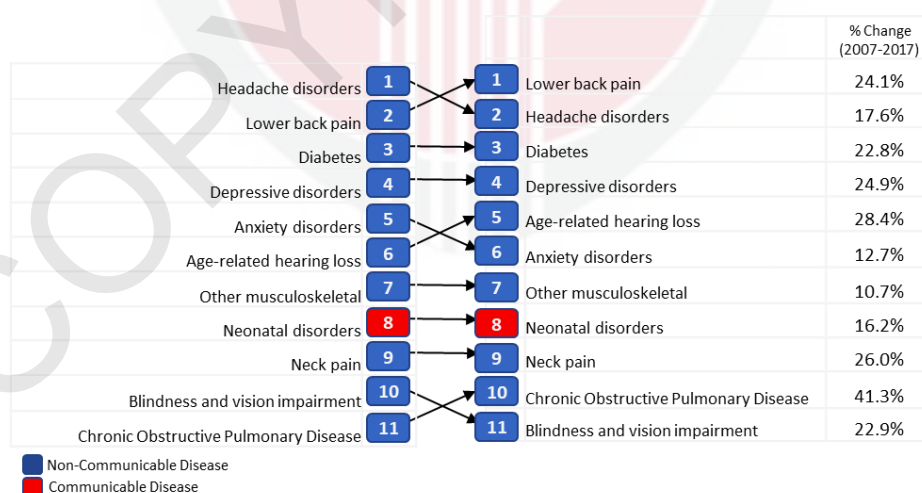 % Change
(2007-2017)
Headache disorders 1 1 Lower back pain 24.1%
Lower back pain 2 2 Headache disorders 17.6%
Diabetes 3 3 Diabetes 22.8%
Depressive disorders 4 4 Depressive disorders 24.9%
Anxiety disorders 5 5 Age-related hearing loss 28.4%
Age-related hearing loss 6 6 Anxiety disorders 12.7%
Other musculoskeletal 7 7 Other musculoskeletal 10.7%
Neonatal disorders 8 8 Neonatal disorders 16.2%
Neck pain 9 9 Neck pain 26.0%
Blindness and vision impairment 10 10 Chronic Obstructive Pulmonary Disease 41.3%
Chronic Obstructive Pulmonary Disease 11 11 Blindness and vision impairment 22.9%
Non-Communicable Disease
Communicable Disease
COPY